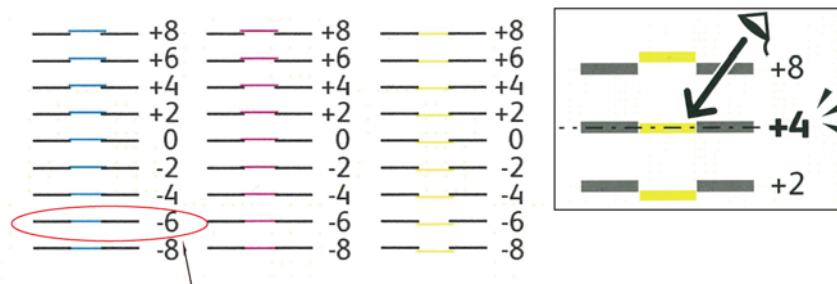 +8 +8 +8
+6 +6 +6
+4 +4 +4
+2 +2 +2
0 0 0
-2 -2 -2
-4 -4 -4
-6 -6 -6
-8 -8 -8
+8
+4
+2